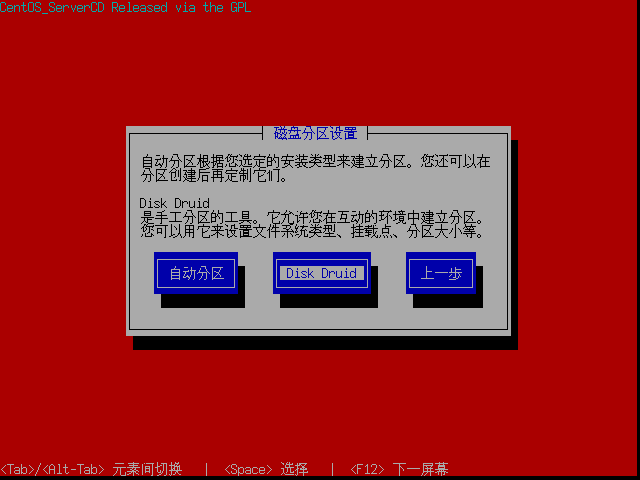 CentOS_ServerCD Released via the GPL
磁盘分区设置
自动分区根据您选定的安装类型来建立分区。您还可以在
分区创建后再定制它们。
Disk Druid
是手工分区的工具。它允许您在互动的环境中建立分区。
您可以用它来设置文件系统类型、挂载点、分区大小等。
自动分区 Disk Druid 上一步
<Tab>/<Alt-Tab> 元素间切换 | <Space> 选择 | <F12> 下一屏幕